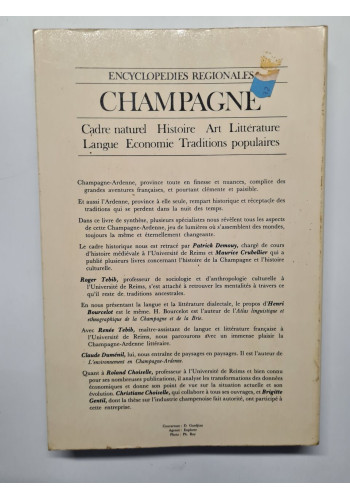 ENCYCLOPEDIES REGIONALES
CHAMPAGNE
Cadre naturel Histoire Art Littérature
Langue Economie Traditions populaires
Champagne-Ardenne, province toute en finesse et nuances, complice des
grandes aventures françaises, et pourtant clémente et paisible.
Et aussi l'Ardenne, province à elle seule, rempart historique et réceptacle des
traditions qui se perdent dans la nuit des temps.
Dans ce livre de synthèse, plusieurs spécialistes nous révèlent tous les aspects
de cette Champagne-Ardenne, jeu de lumières où s'assemblent des mondes,
toujours la même et éternellement changeante.
Le cadre historique nous est retracé par Patrick Demouy, chargé de cours
d'histoire médiévale à l'Université de Reims et Maurice Crubellier qui a
publié plusieurs livres concernant l'histoire de la Champagne et l'histoire
culturelle.
Roger Tebib, professeur de sociologie et d'anthropologie culturelle à
l'Université de Reims, s'est attaché à retrouver les mentalités à travers ce
qu'il reste de traditions ancestrales.
En nous présentant la langue et la littérature dialectale, le propos d'Henri
Bourcelot est le même. H. Bourcelot est l'auteur de l'Atlas linguistique et
ethnographique de la Champagne et de la Brie.
Avec Renée Tebib, maître-assistante de langue et littérature française à
l'Université de Reims, nous parcourons avec un immense plaisir la
Champagne-Ardenne littéraire.
Claude Duménil, lui, nous entraîne de paysages en paysages. Il est l'auteur de
L'environnement en Champagne-Ardenne.
Quant à Roland Choiselle, professeur à l'Université de Reims et bien connu
pour ses nombreuses publications, il analyse les transformations des données
économiques et donne son point de vue sur la situation actuelle et son
évolution. Christiane Choiselle, qui collabore à tous ses ouvrages, et Brigitte
Gentil, dont la thèse sur l'industrie champenoise fait autorité, ont participé à
cette entreprise.
Couverture : D.
Agence : Explorer
Photo : Ph. Roy